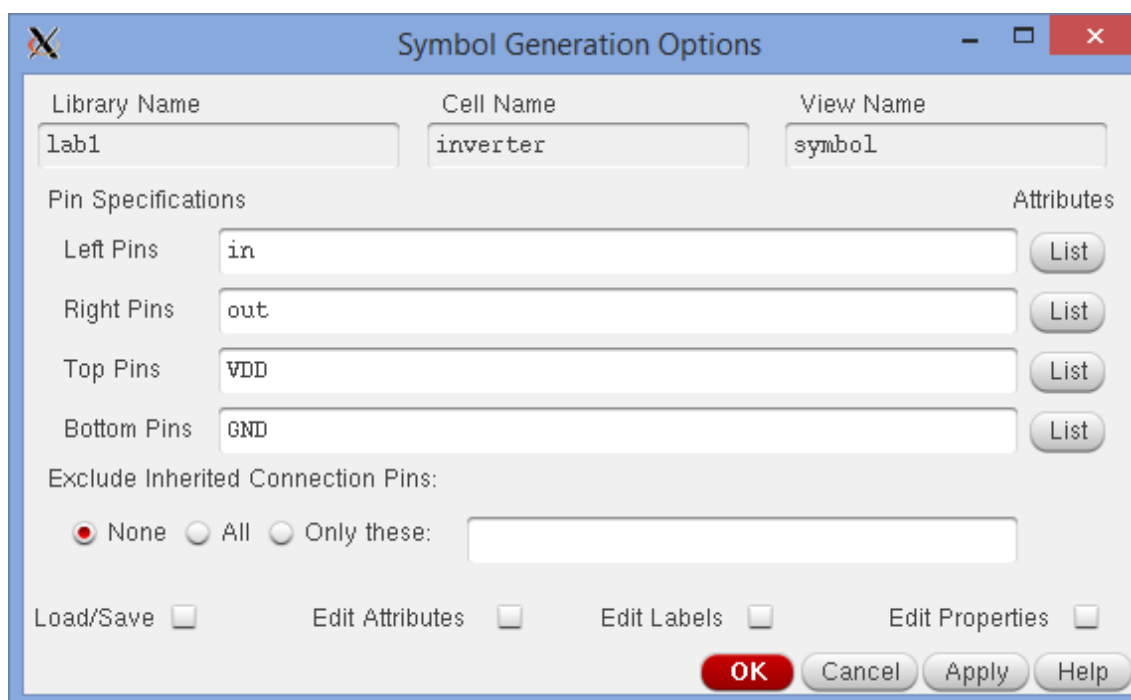 Symbol Generation Options
Library Name Cell Name View Name
lab1 inverter symbol
Pin Specifications Attributes
Left Pins in List
Right Pins out List
Top Pins VDD List
Bottom Pins GND List
Exclude Inherited Connection Pins:
None All Only these:
Load/Save Edit Attributes Edit Labels Edit Properties
OK Cancel Apply Help